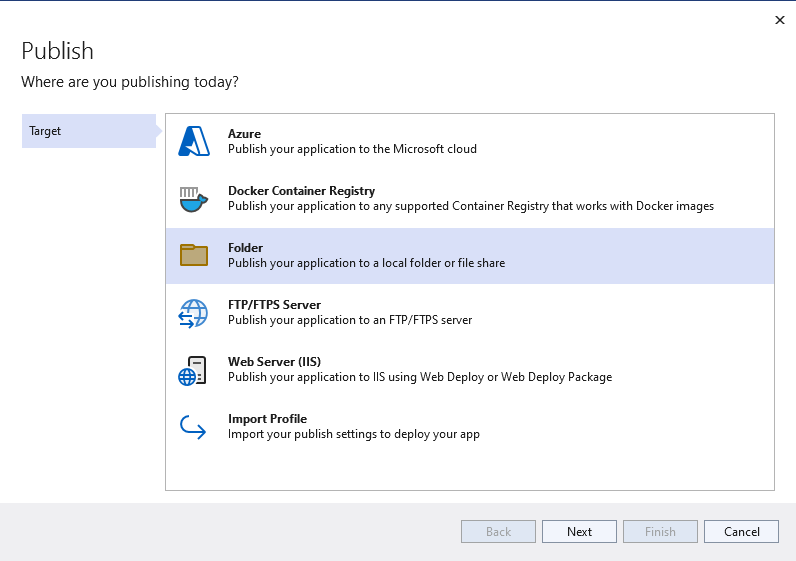 Publish
Where are you publishing today?
Target
Azure
Publish your application to the Microsoft cloud
Docker Container Registry
Publish your application to any supported Container Registry that works with Docker images
Folder
Publish your application to a local folder or file share
FTP/FTPS Server
Publish your application to an FTP/FTPS server
Web Server (IIS)
Publish your application to IIS using Web Deploy or Web Deploy Package
Import Profile
Import your publish settings to deploy your app
Back
Next
Finish
Cancel